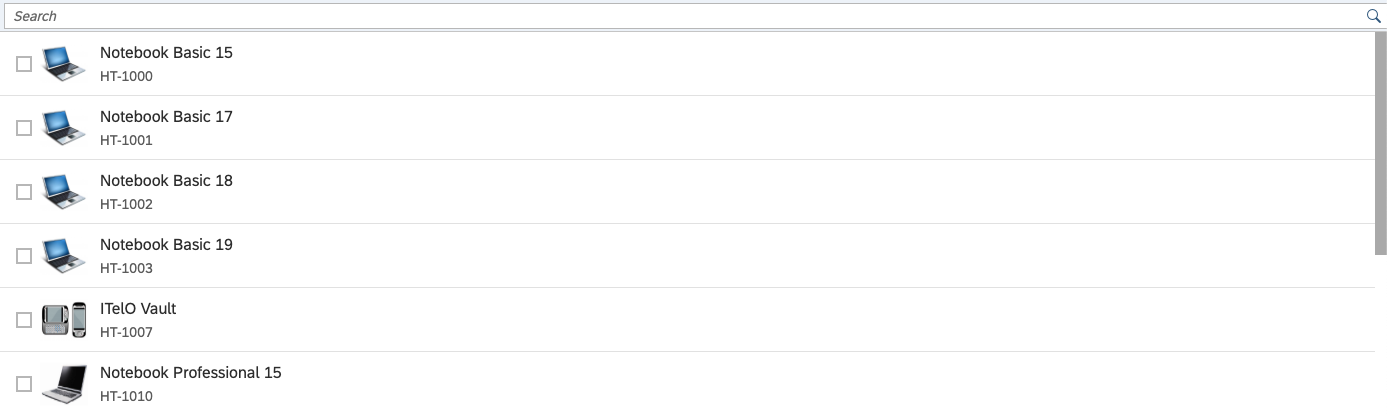 Search
Notebook Basic 15
HT-1000
Notebook Basic 17
HT-1001
Notebook Basic 18
HT-1002
Notebook Basic 19
HT-1003
ITelO Vault
HT-1007
Notebook Professional 15
HT-1010